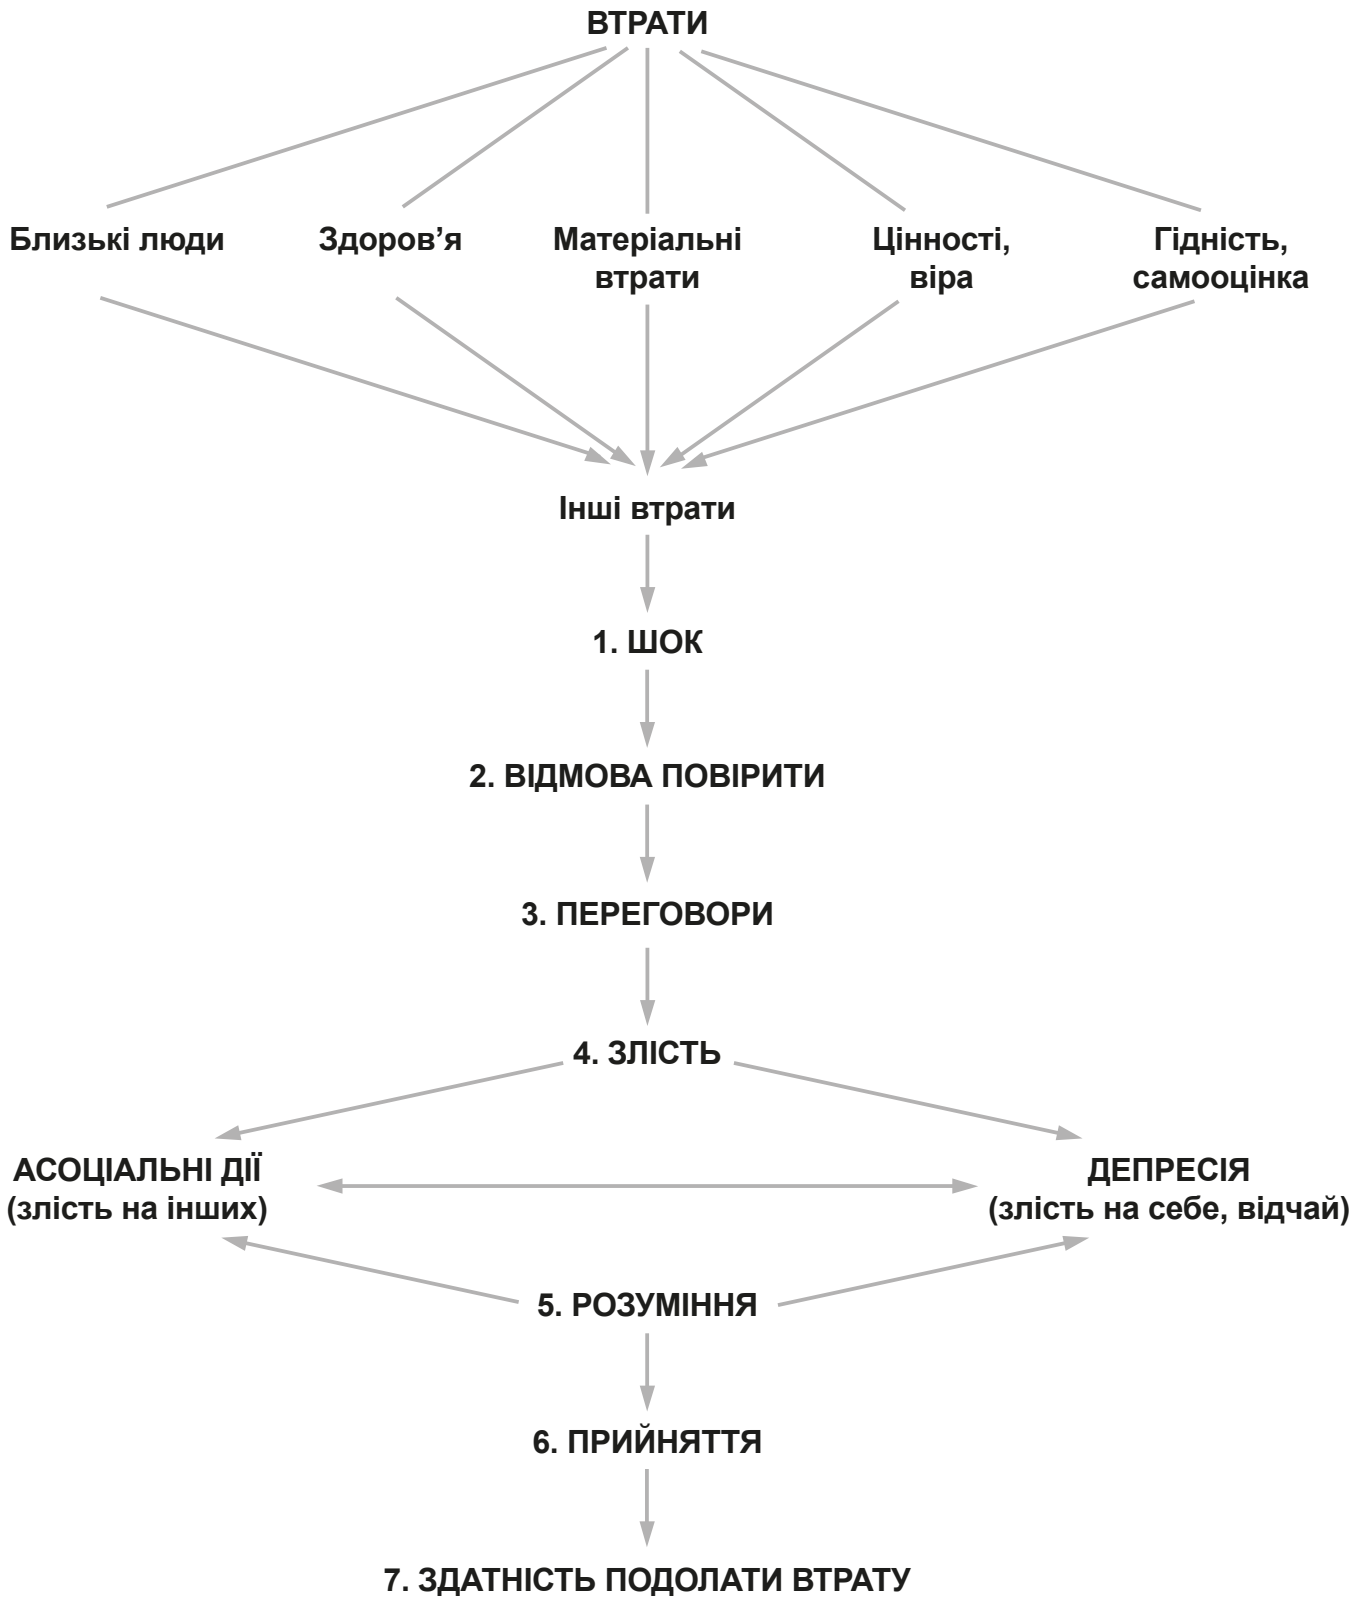 ВТРАТИ
Близькі люди
Здоров’я
Матеріальні
втрати
Цінності,
віра
Гідність,
самооцінка
Інші втрати
1. ШОК
2. ВІДМОВА ПОВІРИТИ
3. ПЕРЕГОВОРИ
4. ЗЛІСТЬ
АСОЦІАЛЬНІ ДІЇ
(злість на інших)
ДЕПРЕСІЯ
(злість на себе, відчай)
5. РОЗУМІННЯ
6. ПРИЙНЯТТЯ
7. ЗДАТНІСТЬ ПОДОЛАТИ ВТРАТУ